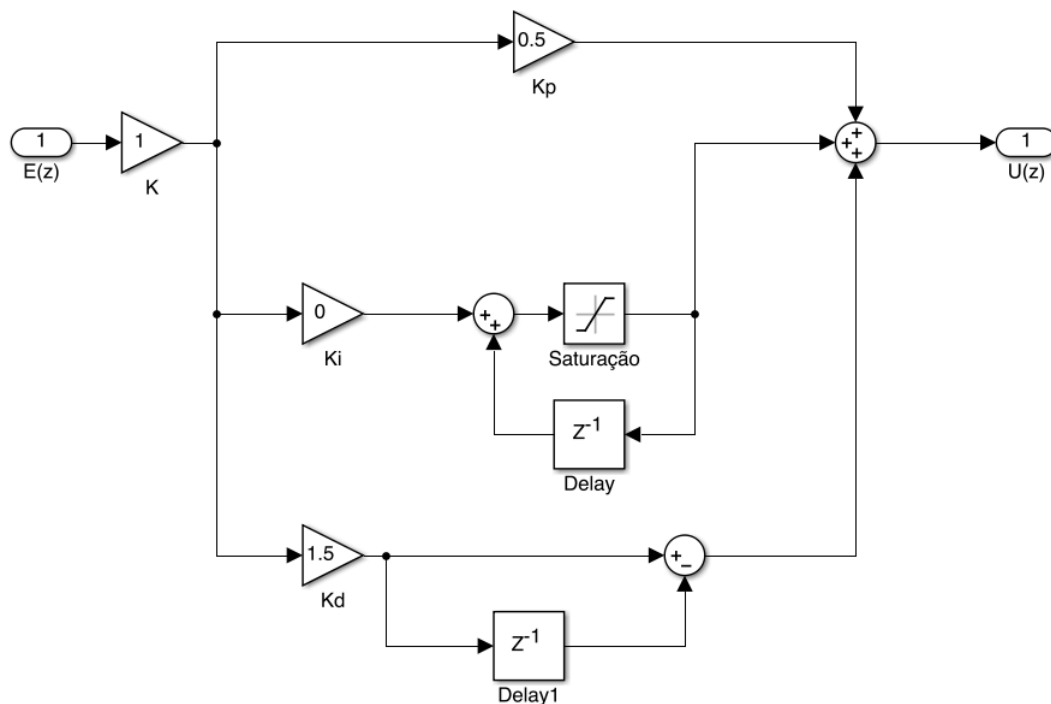 0.5
Kp
1
E(z)
1
K
+
+
+
1
U(z)
0
Ki
+
+
Saturação
Z-1
Delay
1.5
Kd
+
−
Z-1
Delay1